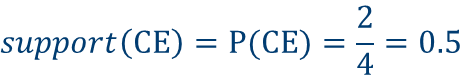 support(CE) = P(CE) = 2/4 = 0.5